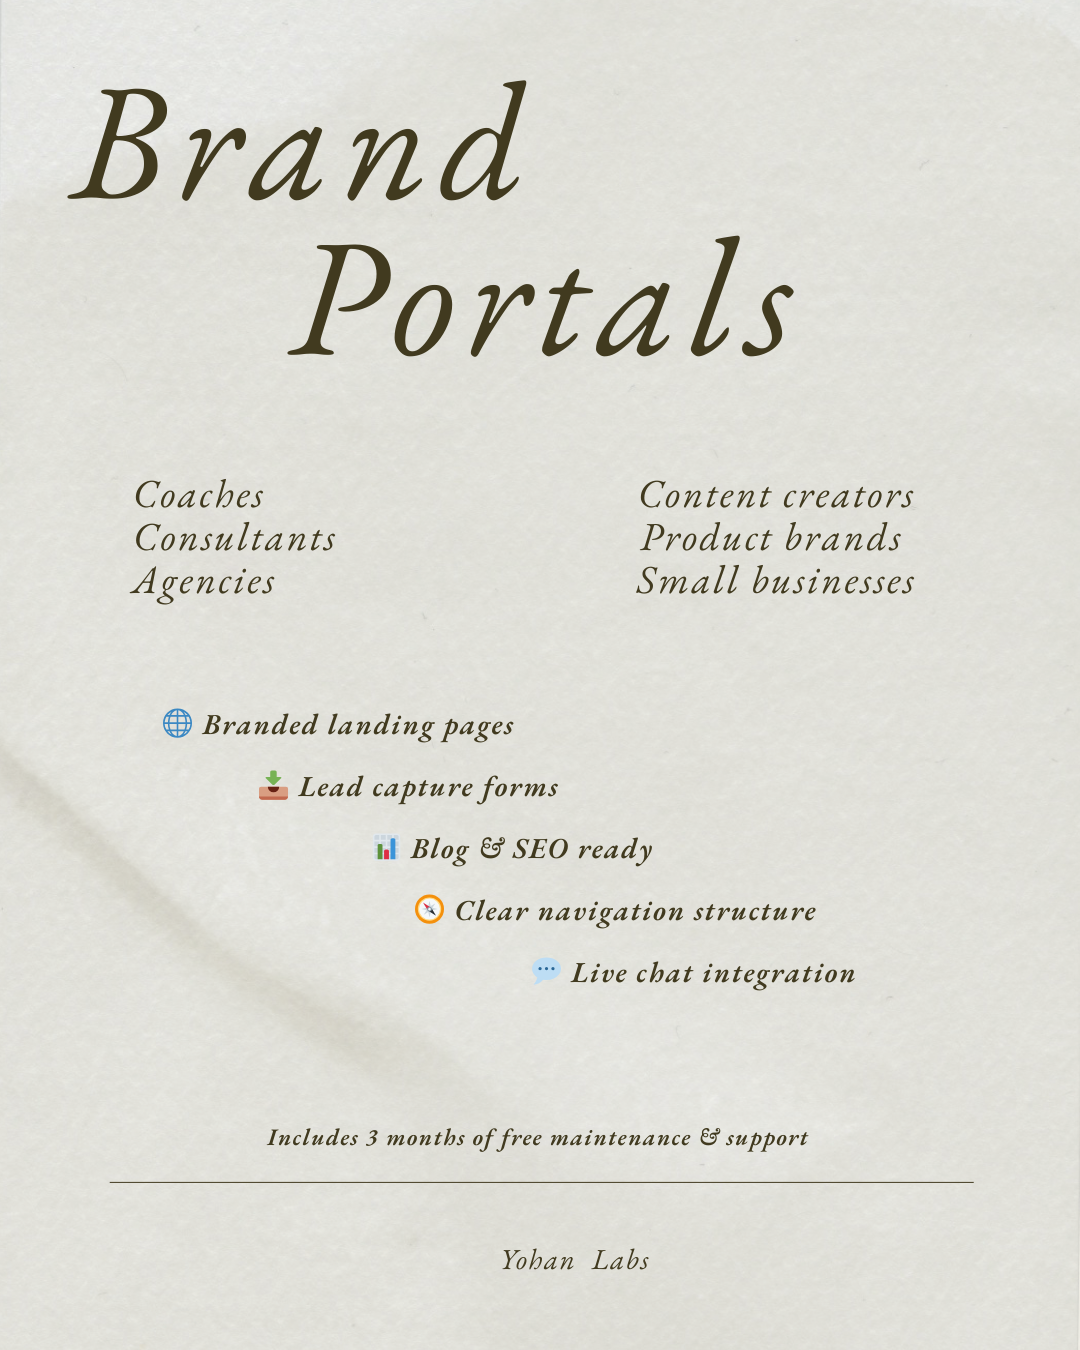 Brand
Portals
Coaches
Consultants
Agencies
Content creators
Product brands
Small businesses
🌐 Branded landing pages
📥 Lead capture forms
📊 Blog & SEO ready
🧭 Clear navigation structure
💬 Live chat integration
Includes 3 months of free maintenance & support
Yohan Labs